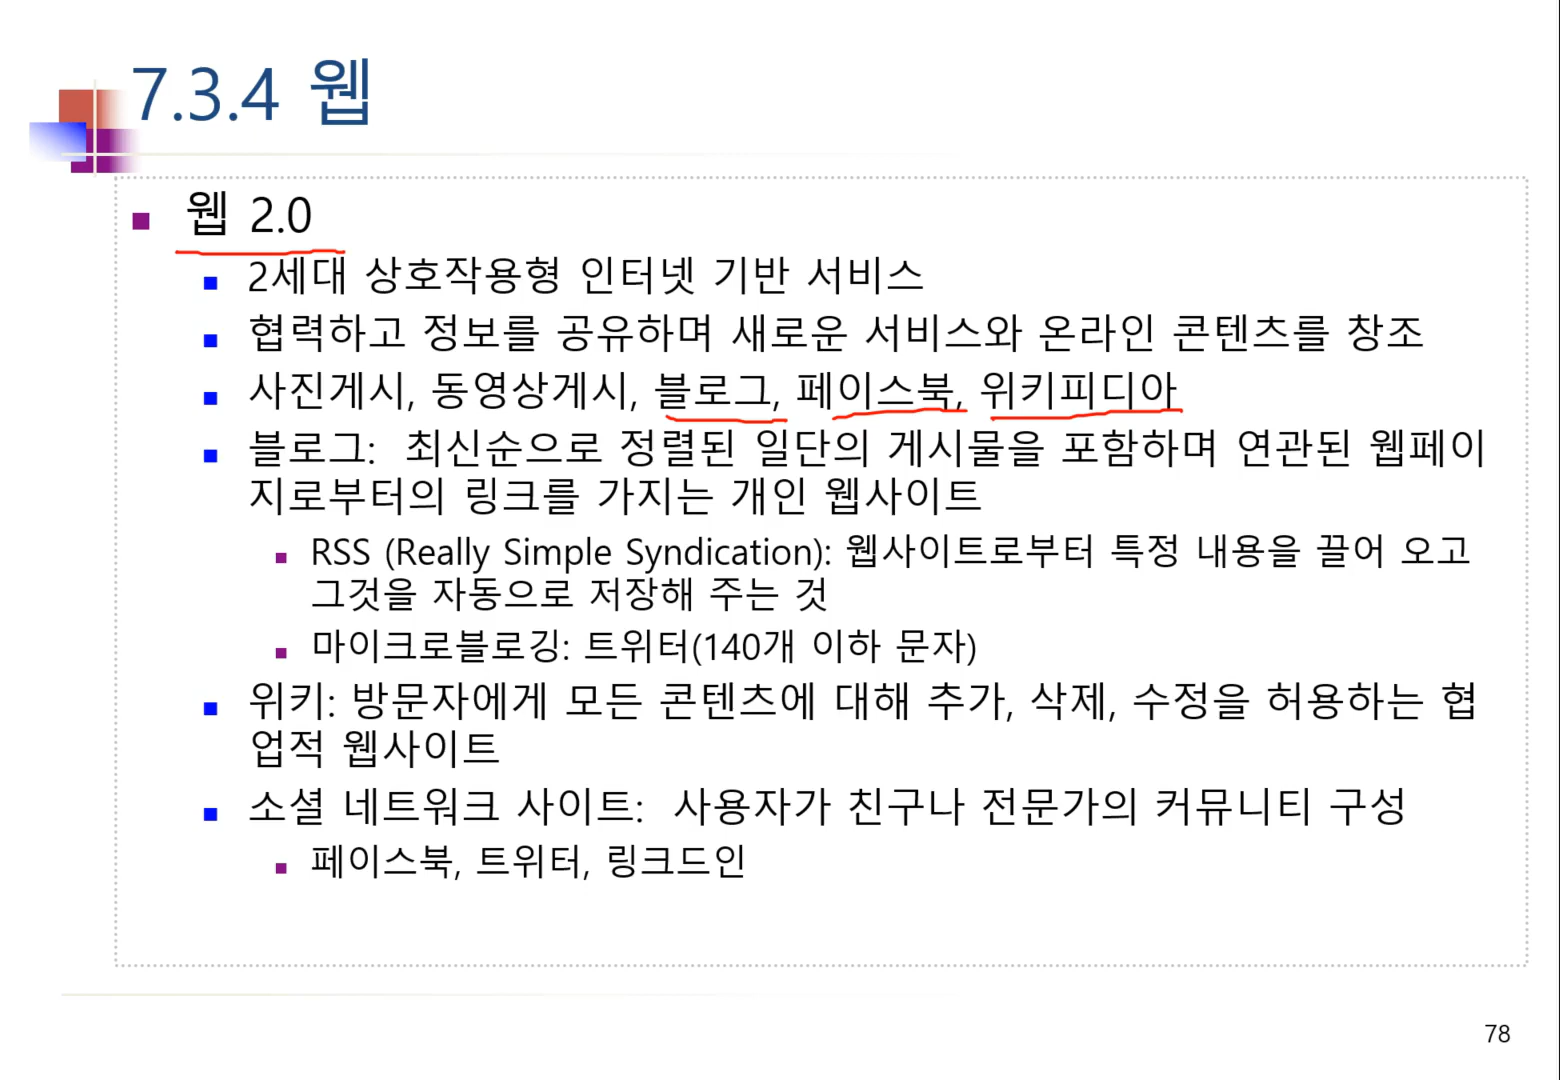 7.3.4 웹
웹 2.0
2세대 상호작용형 인터넷 기반 서비스
협력하고 정보를 공유하며 새로운 서비스와 온라인 콘텐츠를 창조
사진게시, 동영상게시, 블로그, 페이스북, 위키피디아
블로그: 최신순으로 정렬된 일단의 게시물을 포함하며 연관된 웹페이
지로부터의 링크를 가지는 개인 웹사이트
RSS (Really Simple Syndication): 웹사이트로부터 특정 내용을 끌어 오고
그것을 자동으로 저장해 주는 것
마이크로블로깅: 트위터(140개 이하 문자)
위키: 방문자에게 모든 콘텐츠에 대해 추가, 삭제, 수정을 허용하는 협
업적 웹사이트
소셜 네트워크 사이트: 사용자가 친구나 전문가의 커뮤니티 구성
페이스북, 트위터, 링크드인
78